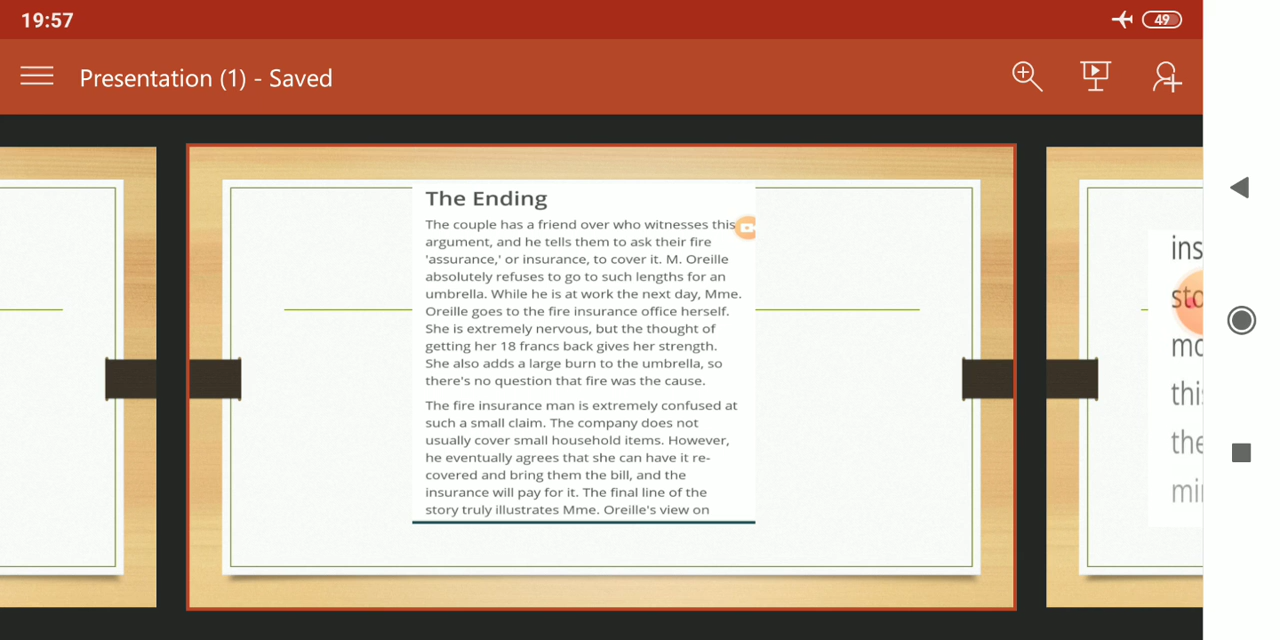 19:57
49
Presentation (1) - Saved
The Ending
The couple has a friend over who witnesses this
argument, and he tells them to ask their fire
'assurance,' or insurance, to cover it. M. Oreille
absolutely refuses to go to such lengths for an
umbrella. While he is at work the next day, Mme.
Oreille goes to the fire insurance office herself.
She is extremely nervous, but the thought of
getting her 18 francs back gives her strength.
She also adds a large burn to the umbrella, so
there's no question that fire was the cause.
The fire insurance man is extremely confused at
such a small claim. The company does not
usually cover small household items. However,
he eventually agrees that she can have it re-
covered and bring them the bill, and the
insurance will pay for it. The final line of the
story truly illustrates Mme. Oreille's view on
ins
sto
mo
this
the
min